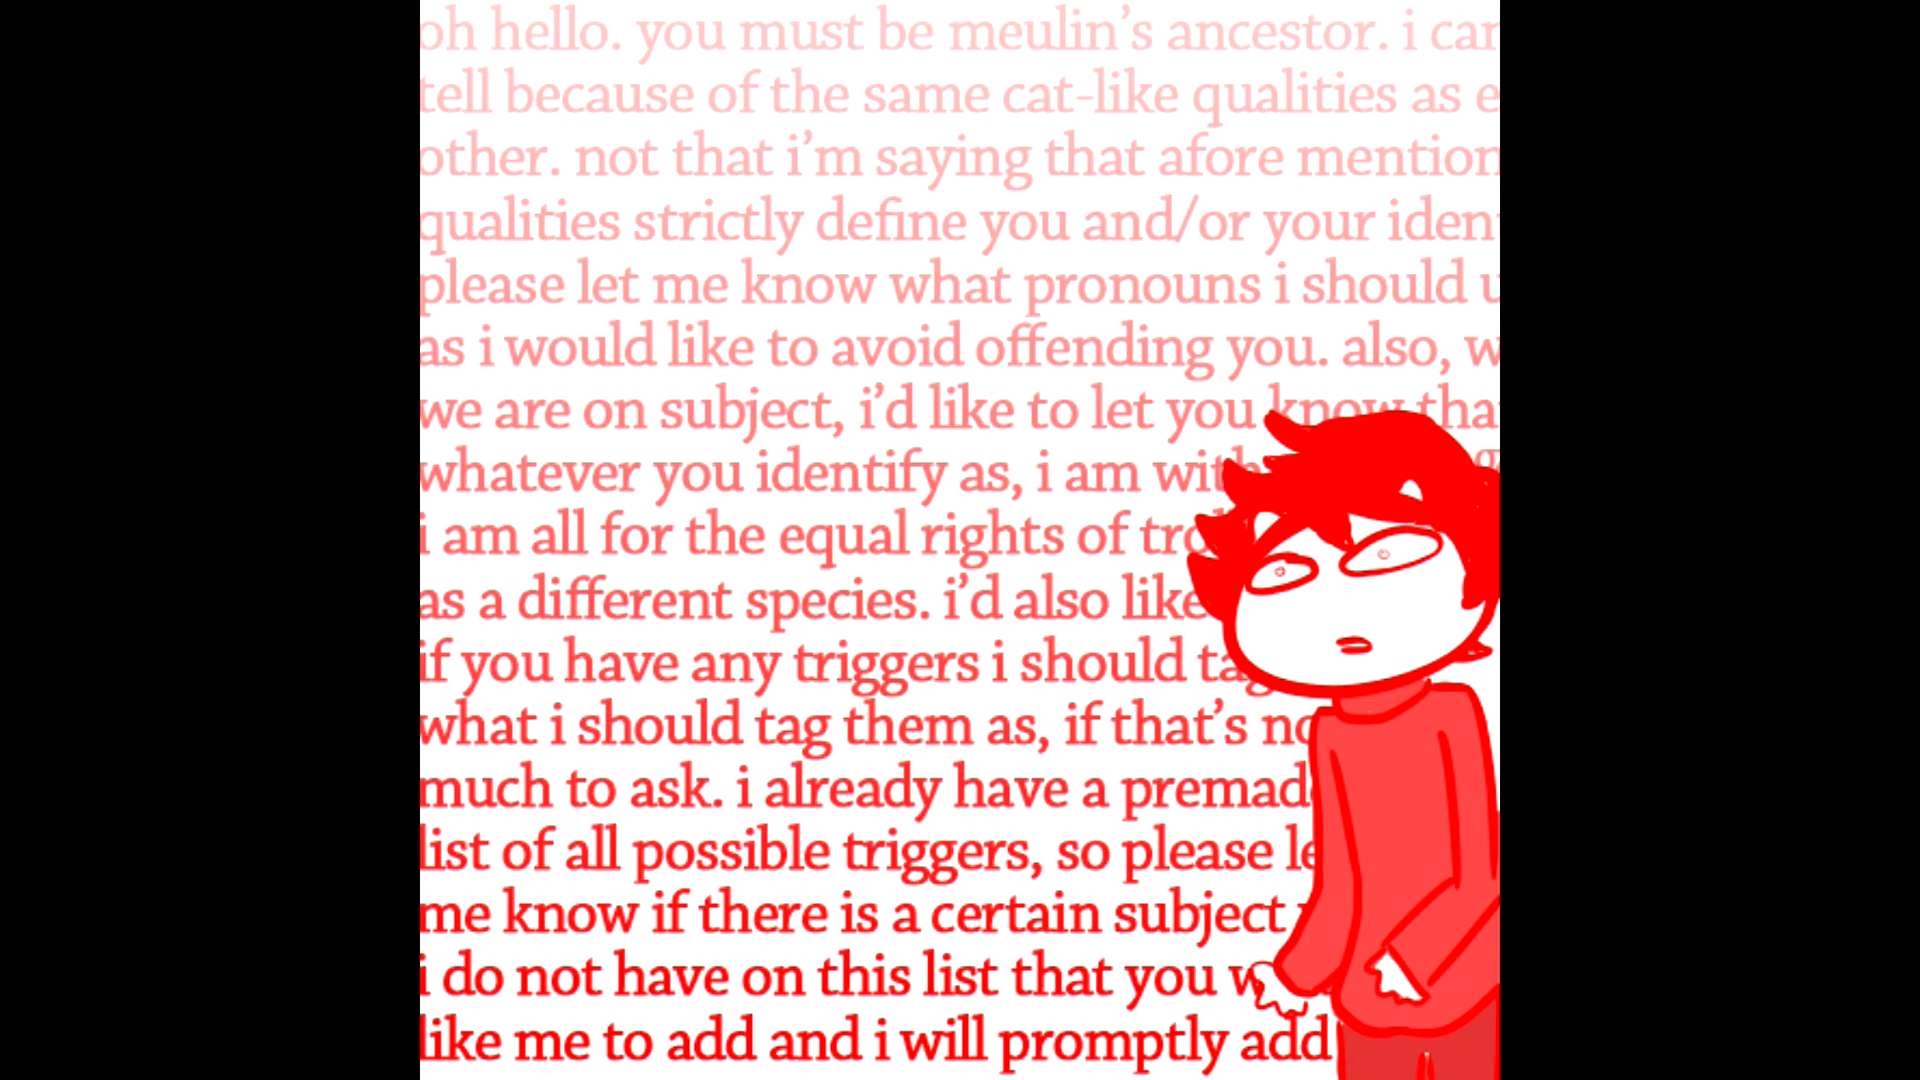 oh hello. you must be meulin’s ancestor. i can
tell because of the same cat-like qualities as e
other. not that i’m saying that afore mention
qualities strictly define you and/or your iden
please let me know what pronouns i should u
as i would like to avoid offending you. also, w
we are on subject, i’d like to let you know tha
whatever you identify as, i am with
i am all for the equal rights of tro
as a different species. i’d also like
if you have any triggers i should tag
what i should tag them as, if that’s no
much to ask. i already have a premad
list of all possible triggers, so please le
me know if there is a certain subject
i do not have on this list that you w
like me to add and i will promptly add